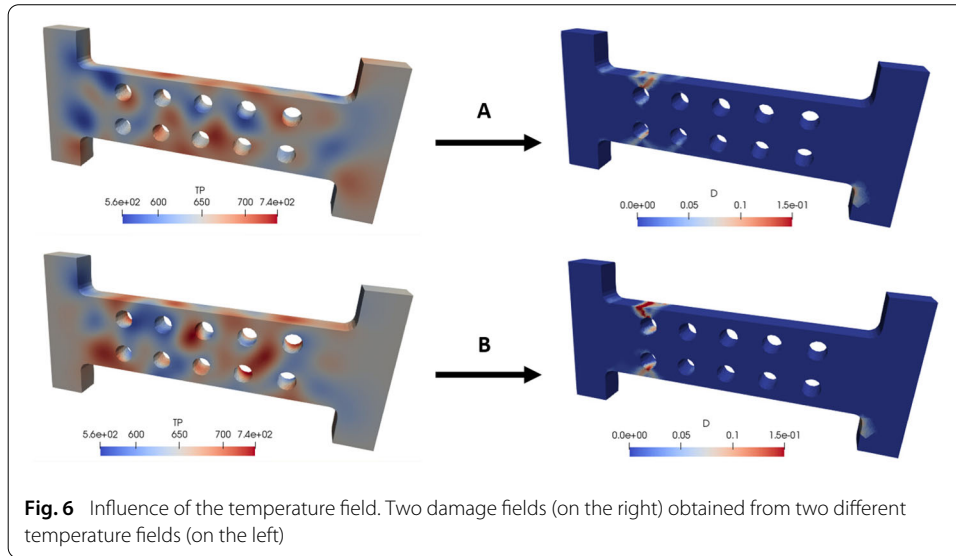 A
TP
5.6e+02 600 650 700 7.4e+02
D
0.0e+00 0.05 0.1 1.5e-01
B
TP
5.6e+02 600 650 700 7.4e+02
D
0.0e+00 0.05 0.1 1.5e-01
Fig. 6 Influence of the temperature field. Two damage fields (on the right) obtained from two different
temperature fields (on the left)